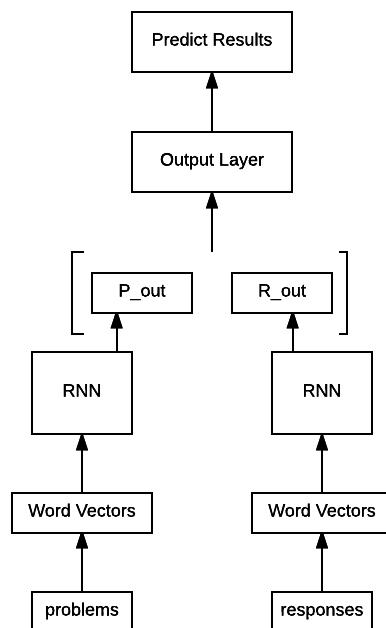 Predict Results
Output Layer
P_out
R_out
RNN
RNN
Word Vectors
Word Vectors
problems
responses